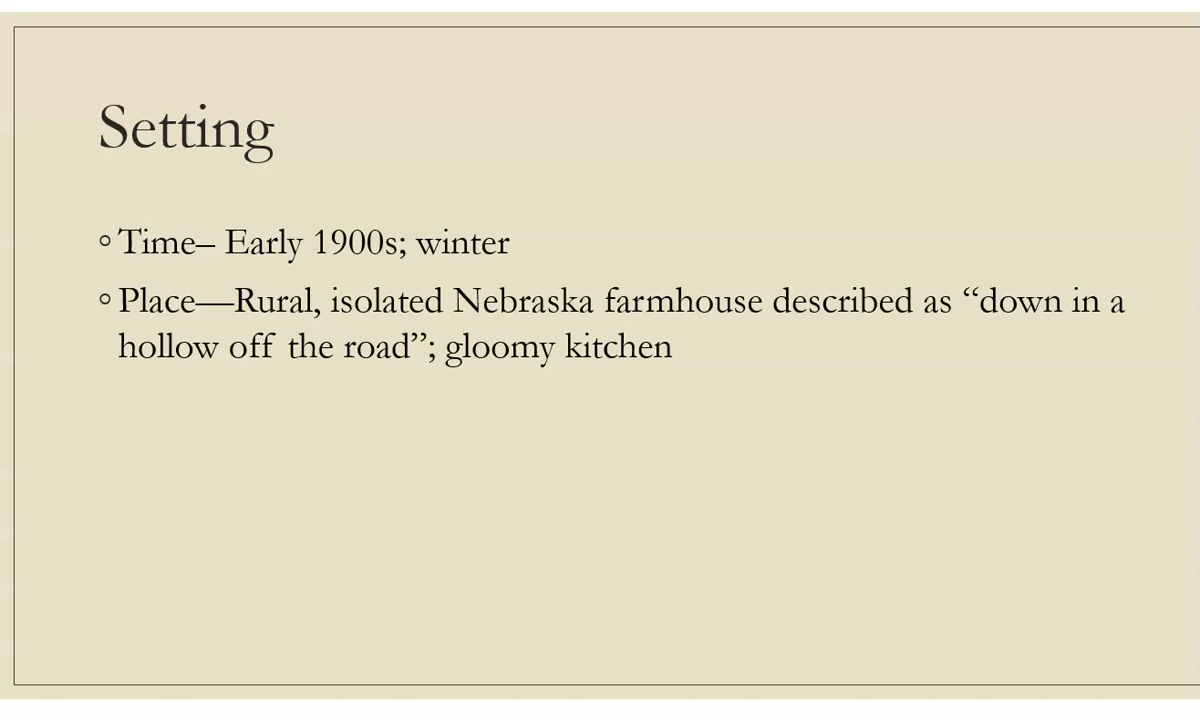 Setting
◦ Time– Early 1900s; winter
◦ Place—Rural, isolated Nebraska farmhouse described as “down in a
hollow off the road”; gloomy kitchen